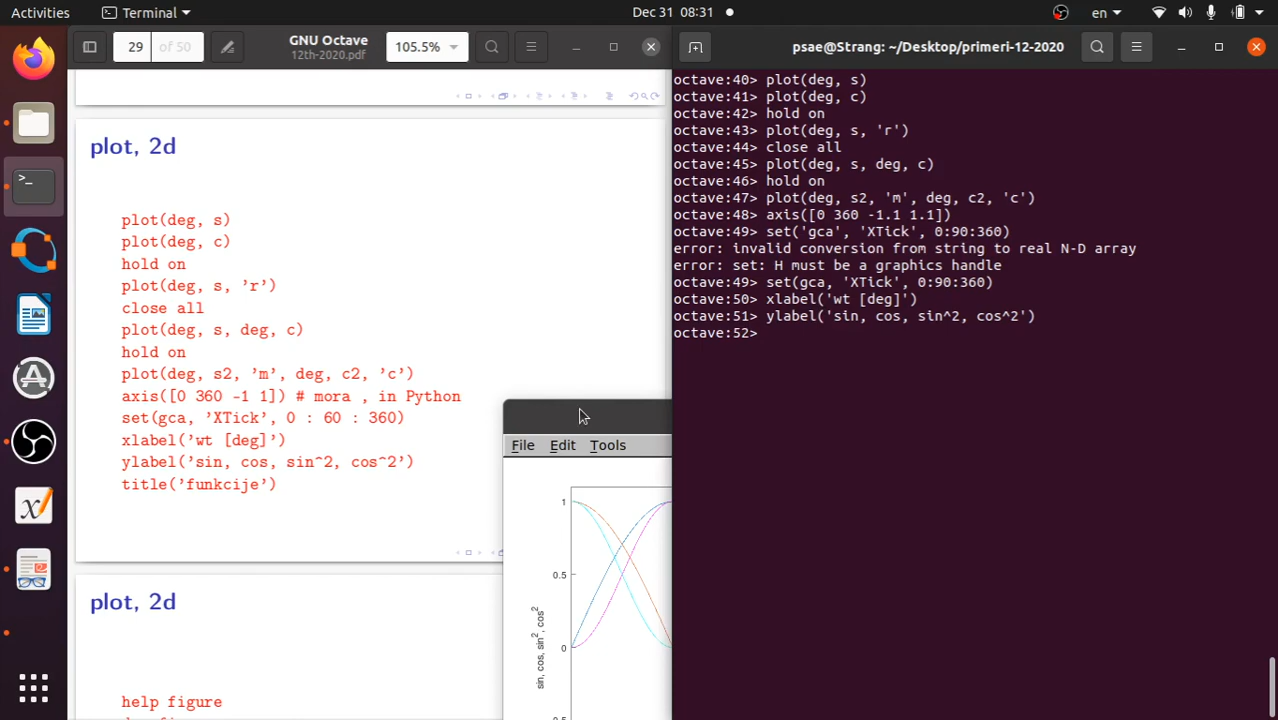 Activities
Terminal
Dec 31 08:31
en
29 of 50
GNU Octave
12th-2020.pdf
105.5%
plot, 2d
plot(deg, s)
plot(deg, c)
hold on
plot(deg, s, ’r’)
close all
plot(deg, s, deg, c)
hold on
plot(deg, s2, ’m’, deg, c2, ’c’)
axis([0 360 -1 1]) # mora , in Python
set(gca, ’XTick’, 0 : 60 : 360)
xlabel(’wt [deg]’)
ylabel(’sin, cos, sin^2, cos^2’)
title(’funkcije’)
plot, 2d
help figure
File Edit Tools
1
0.5
0
sin, cos, sin², cos²
psae@Strang: ~/Desktop/primeri-12-2020
octave:40> plot(deg, s)
octave:41> plot(deg, c)
octave:42> hold on
octave:43> plot(deg, s, 'r')
octave:44> close all
octave:45> plot(deg, s, deg, c)
octave:46> hold on
octave:47> plot(deg, s2, 'm', deg, c2, 'c')
octave:48> axis([0 360 -1.1 1.1])
octave:49> set('gca', 'XTick', 0:90:360)
error: invalid conversion from string to real N-D array
error: set: H must be a graphics handle
octave:49> set(gca, 'XTick', 0:90:360)
octave:50> xlabel('wt [deg]')
octave:51> ylabel('sin, cos, sin^2, cos^2')
octave:52>